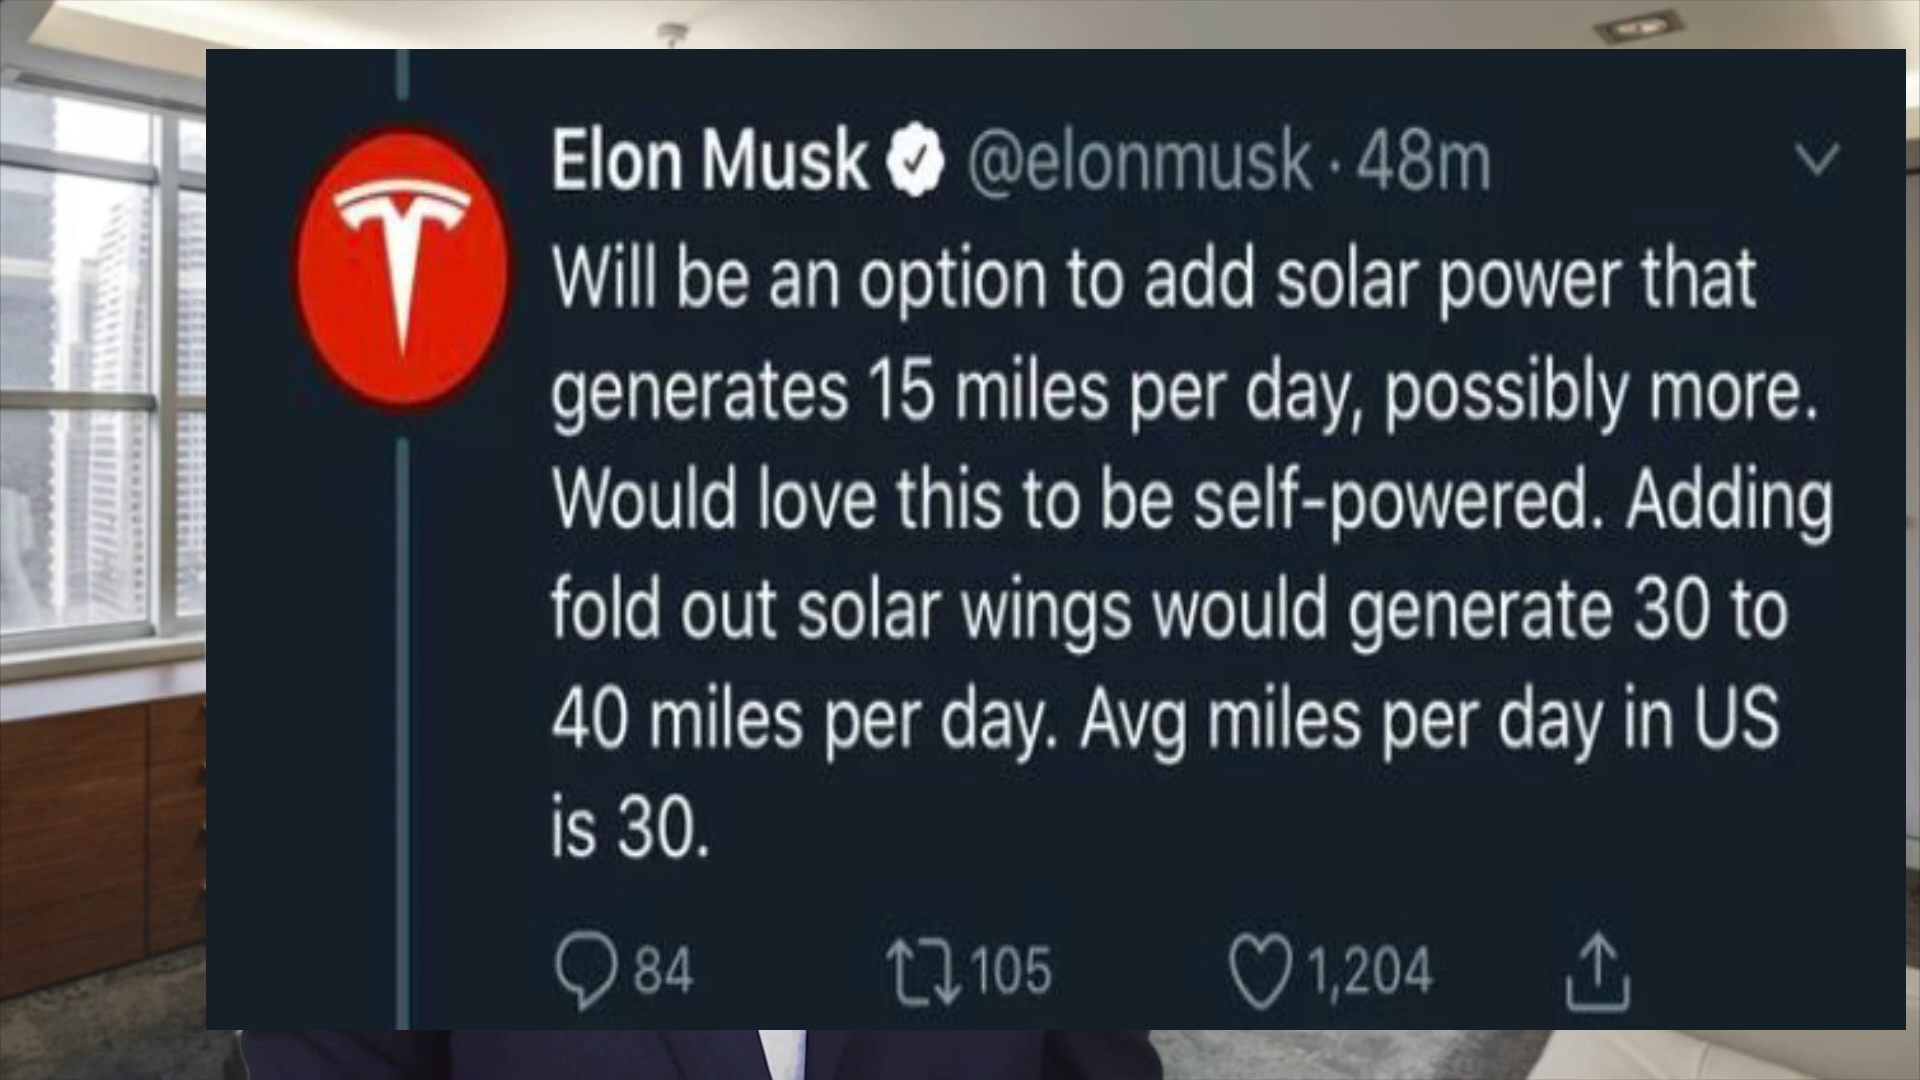 Elon Musk @elonmusk · 48m
Will be an option to add solar power that
generates 15 miles per day, possibly more.
Would love this to be self-powered. Adding
fold out solar wings would generate 30 to
40 miles per day. Avg miles per day in US
is 30.
84 105 1,204